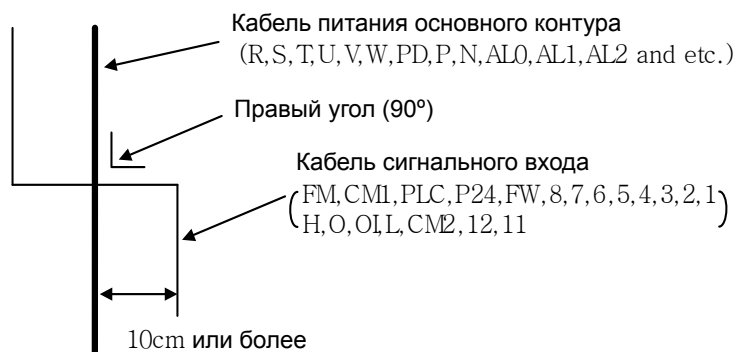 Кабель питания основного контура
(R,S,T,U,V,W,PD,P,N,AL0,AL1,AL2 and etc.)
Правый угол (90º)
Кабель сигнального входа
(FM,CM1,PLC,P24,FW,8,7,6,5,4,3,2,1
H,O,OI,L,CM2,12,11)
10cm или более